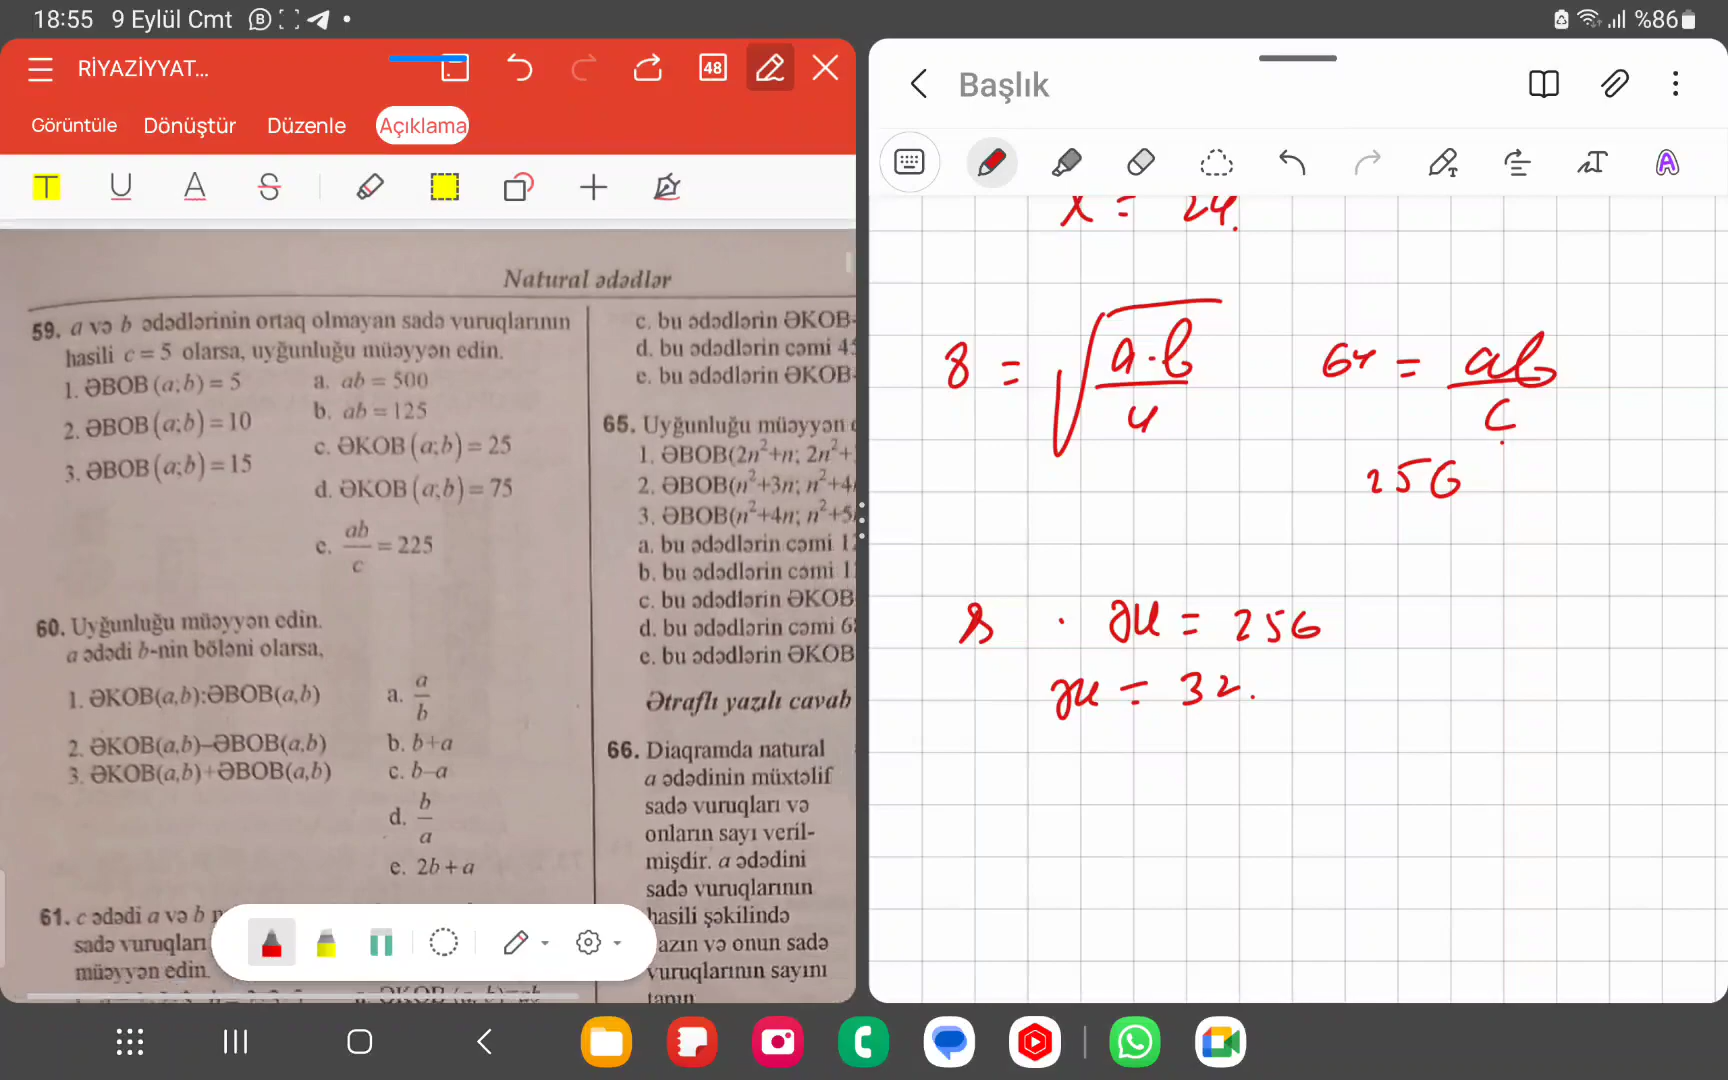 18:55 9 Eylül Cmt
%86
RİYAZİYYAT...
48
Görüntüle Dönüştür Düzenle Açıklama
Başlık
Natural ədədlər
59. a və b ədədlərinin ortaq olmayan sadə vuruqlarının
hasili c = 5 olarsa, uyğunluğu müəyyən edin.
1. ƏBOB (a;b) = 5
2. ƏBOB (a;b) = 10
3. ƏBOB (a;b) = 15
a. ab = 500
b. ab = 125
c. ƏKOB (a;b) = 25
d. ƏKOB (a;b) = 75
e. ab/c = 225
60. Uyğunluğu müəyyən edin.
a ədədi b-nin böləni olarsa,
1. ƏKOB(a,b):ƏBOB(a,b)
2. ƏKOB(a,b)–ƏBOB(a,b)
3. ƏKOB(a,b)+ƏBOB(a,b)
a. a/b
b. b+a
c. b–a
d. b/a
e. 2b + a
61. c ədədi a və b
sadə vuruqları
müəyyən edin.
c. bu ədədlərin ƏKOB-
d. bu ədədlərin cəmi
e. bu ədədlərin ƏKOB-
65. Uyğunluğu müəyyən
1. ƏBOB(2n²+n; 2n²+
2. ƏBOB(n²+3n; n²+4
3. ƏBOB(n²+4n; n²+5
a. bu ədədlərin cəmi
b. bu ədədlərin cəmi
c. bu ədədlərin ƏKOB
d. bu ədədlərin cəmi
e. bu ədədlərin ƏKOB
Ətraflı yazılı cavab
66. Diaqramda natural
a ədədinin müxtəlif
sadə vuruqları və
onların sayı veril-
mişdir. a ədədini
sadə vuruqlarının
hasili şəkilində
yazın və onun sadə
vuruqlarının sayını
tapın
x = 24.
8 = √(a·b/4)
64 = ab/c
256
8 · əu = 256
əu = 32.